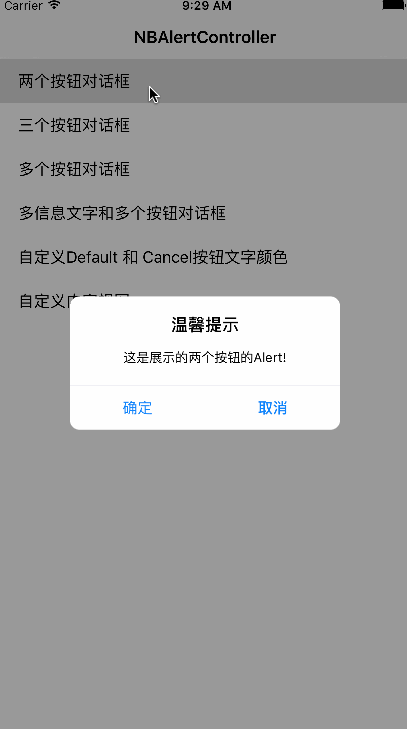 Carrier 9:29 AM
NBAlertController
两个按钮对话框
三个按钮对话框
多个按钮对话框
多信息文字和多个按钮对话框
自定义Default 和 Cancel按钮文字颜色
自定义
温馨提示
这是展示的两个按钮的Alert!
确定 取消